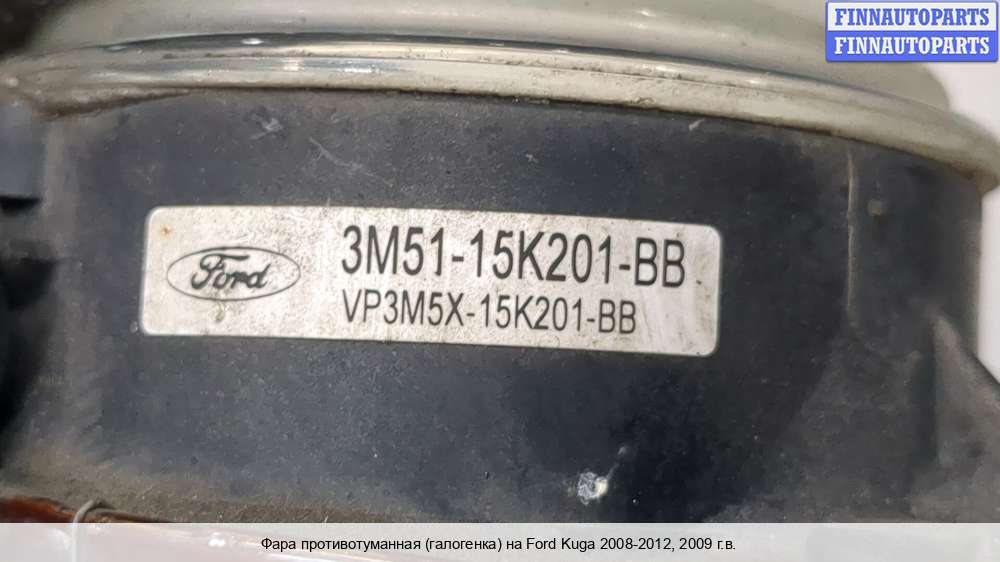 FINNAUTOPARTS
FINNAUTOPARTS
Ford
3M51-15K201-BB
VP3M5X-15K201-BB
Фара противотуманная (галогенка) на Ford Kuga 2008-2012, 2009 г.в.